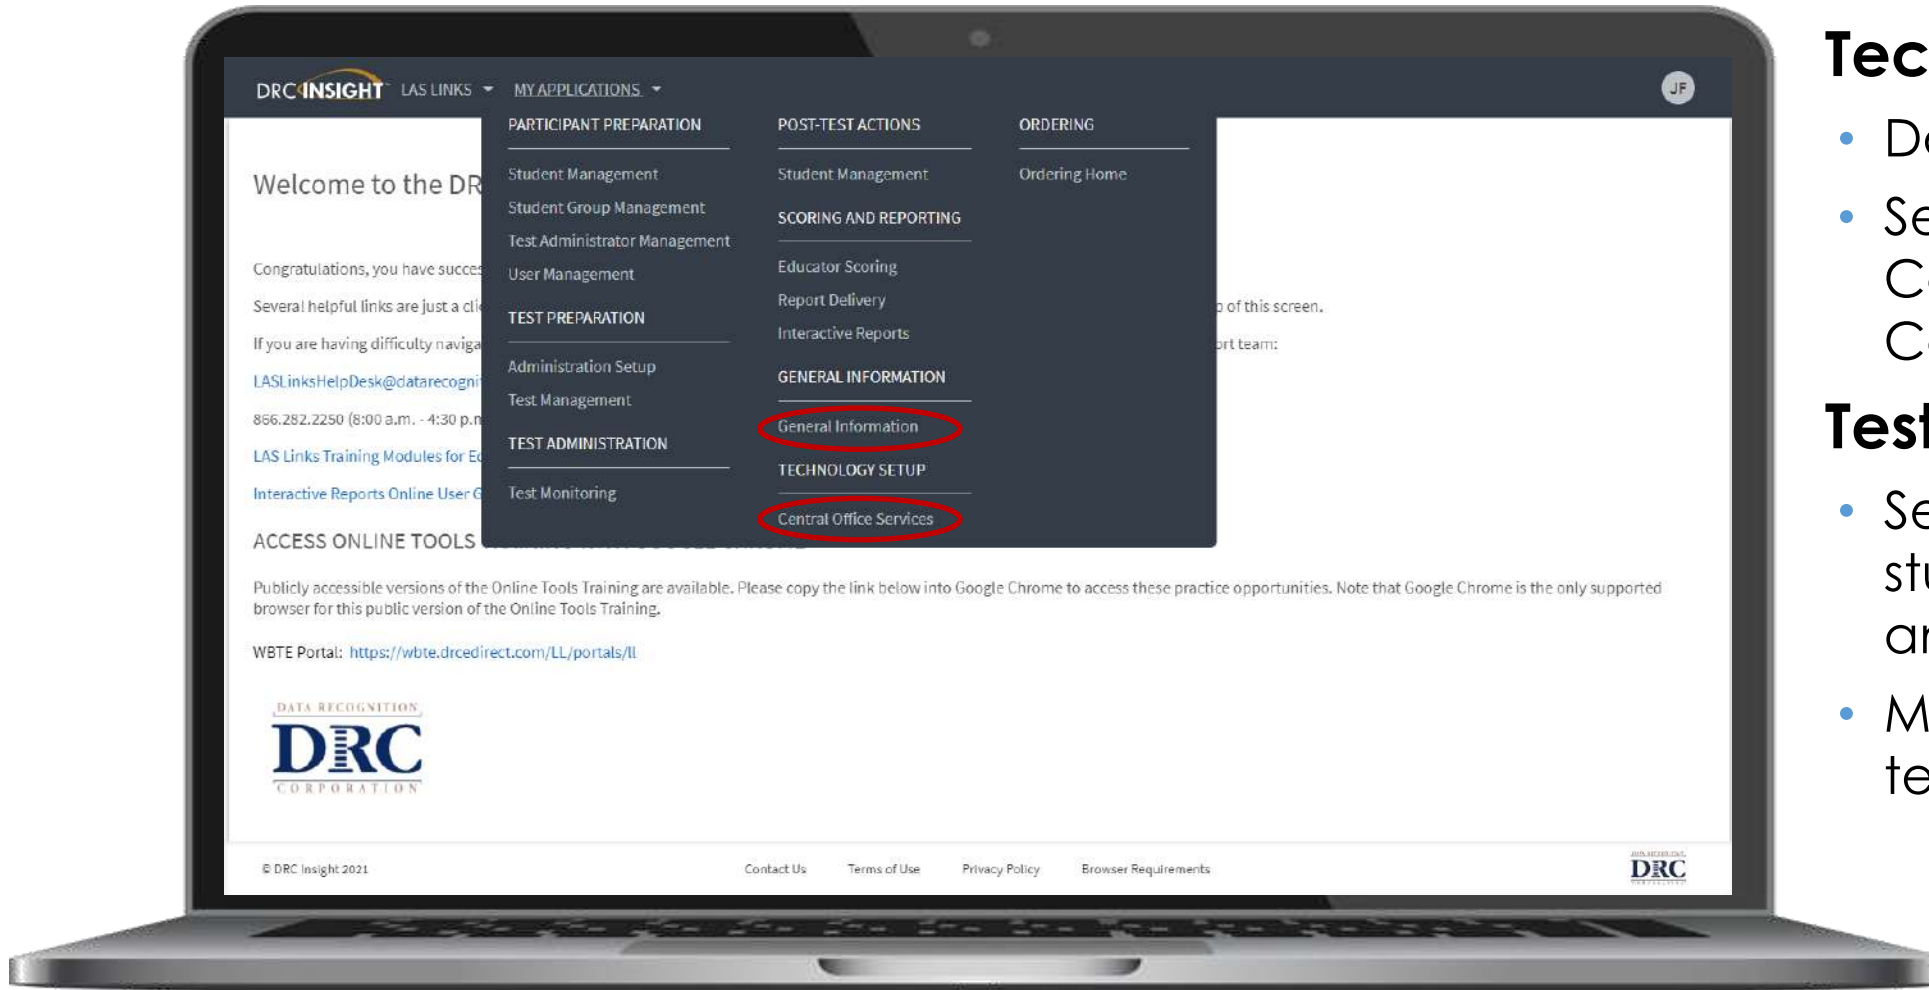 DRC INSIGHT LAS LINKS MY APPLICATIONS JF
PARTICIPANT PREPARATION
Student Management
Student Group Management
Test Administrator Management
User Management
TEST PREPARATION
Administration Setup
Test Management
TEST ADMINISTRATION
Test Monitoring
POST-TEST ACTIONS
Student Management
SCORING AND REPORTING
Educator Scoring
Report Delivery
Interactive Reports
GENERAL INFORMATION
General Information
TECHNOLOGY SETUP
Central Office Services
ORDERING
Ordering Home
Welcome to the DR
Congratulations, you have succes
Several helpful links are just a cli of this screen.
If you are having difficulty naviga ort team:
LASLinksHelpDesk@datarecogni
866.282.2250 (8:00 a.m. - 4:30 p.m
LAS Links Training Modules for Ed
Interactive Reports Online User G
ACCESS ONLINE TOOLS
Publicly accessible versions of the Online Tools Training are available. Please copy the link below into Google Chrome to access these practice opportunities. Note that Google Chrome is the only supported
browser for this public version of the Online Tools Training.
WBTE Portal: https://wbte.drcedirect.com/LL/portals/ll
DATA RECOGNITION
DRC
CORPORATION
© DRC Insight 2021 Contact Us Terms of Use Privacy Policy Browser Requirements
DRC
Tec
• D
• Se
C
C
Test
• Se
stu
ar
• M
te